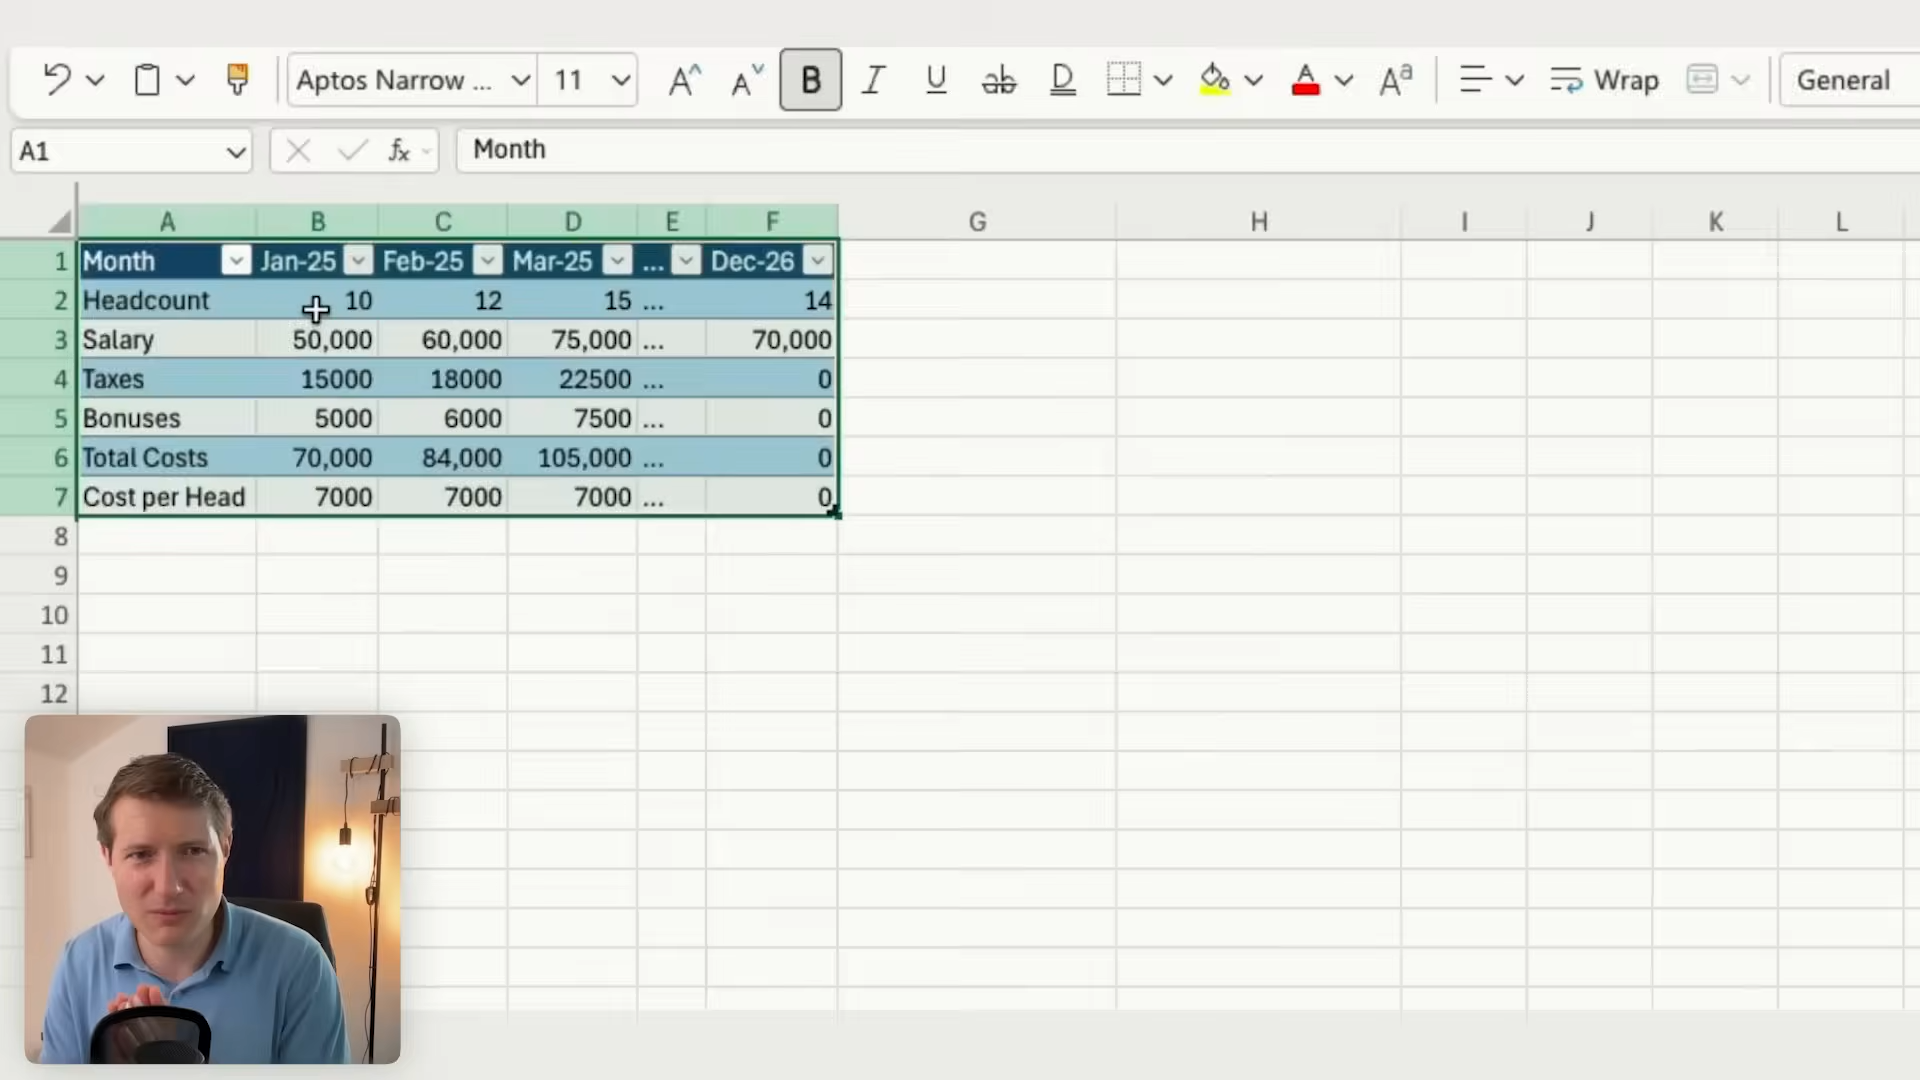 Aptos Narrow ... 11 B I U ab D A Wrap General
A1 fx Month
A B C D E F G H I J K L
1 Month Jan-25 Feb-25 Mar-25 ... Dec-26
2 Headcount 10 12 15 ... 14
3 Salary 50,000 60,000 75,000 ... 70,000
4 Taxes 15000 18000 22500 ... 0
5 Bonuses 5000 6000 7500 ... 0
6 Total Costs 70,000 84,000 105,000 ... 0
7 Cost per Head 7000 7000 7000 ... 0
8
9
10
11
12